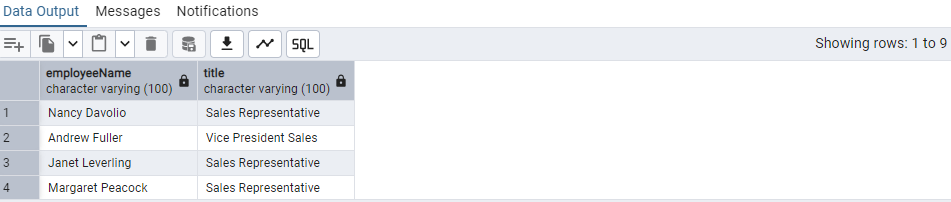 Data Output Messages Notifications
SQL Showing rows: 1 to 9
employeeName title
character varying (100) character varying (100)
1 Nancy Davolio Sales Representative
2 Andrew Fuller Vice President Sales
3 Janet Leverling Sales Representative
4 Margaret Peacock Sales Representative